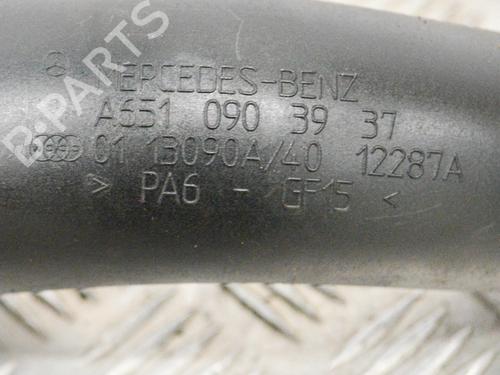 MERCEDES-BENZ
A651 090 39 37
01 13090A/40 12287A
> PA6 - GF15 <
B-PARTS